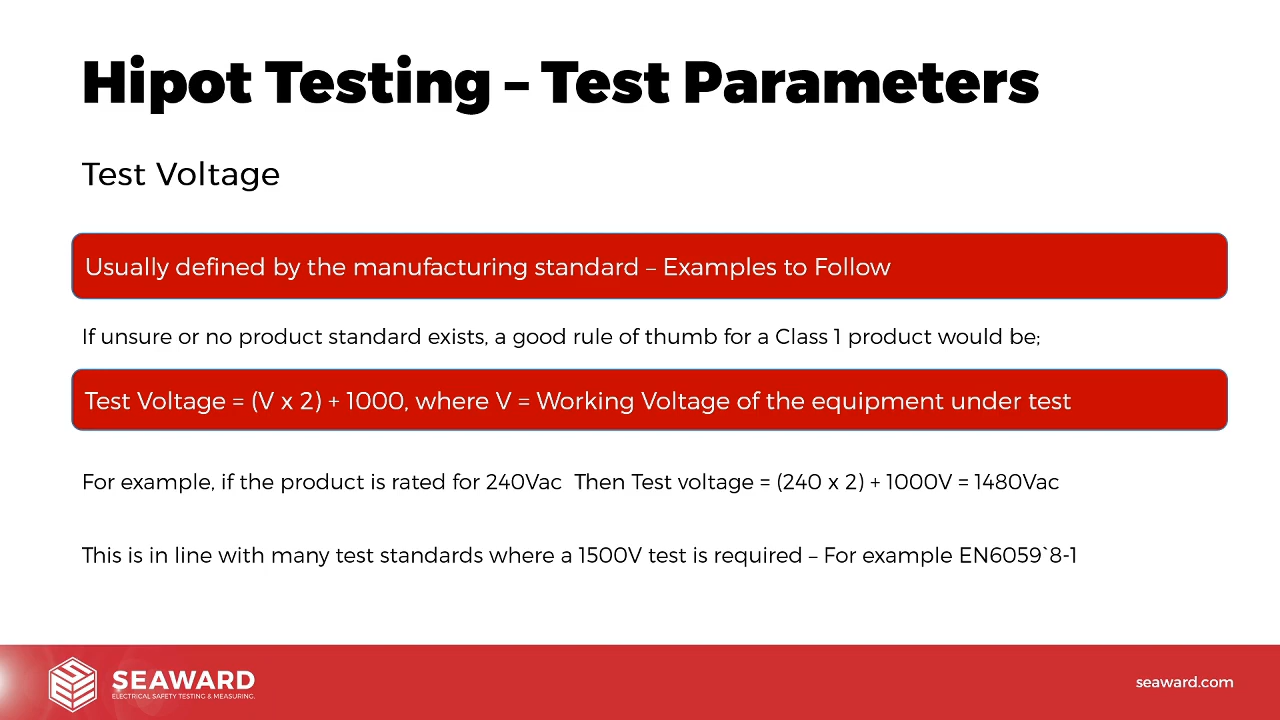 Hipot Testing – Test Parameters
Test Voltage
Usually defined by the manufacturing standard – Examples to Follow
If unsure or no product standard exists, a good rule of thumb for a Class 1 product would be;
Test Voltage = (V x 2) + 1000, where V = Working Voltage of the equipment under test
For example, if the product is rated for 240Vac  Then Test voltage = (240 x 2) + 1000V = 1480Vac
This is in line with many test standards where a 1500V test is required – For example EN6059`8-1
SEAWARD
ELECTRICAL SAFETY TESTING & MEASURING.
seaward.com